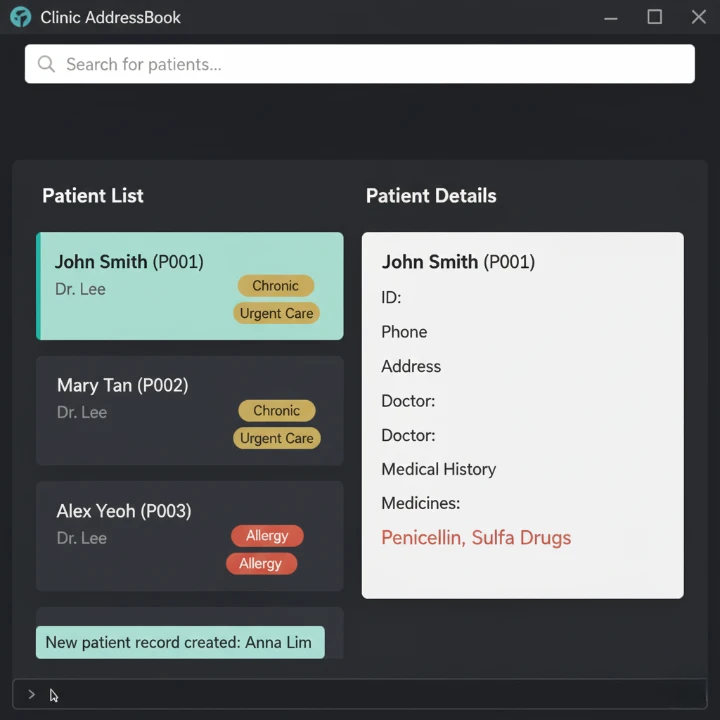 Clinic AddressBook
Search for patients...
Patient List
John Smith (P001)
Dr. Lee
Chronic
Urgent Care
Mary Tan (P002)
Dr. Lee
Chronic
Urgent Care
Alex Yeoh (P003)
Dr. Lee
Allergy
Allergy
New patient record created: Anna Lim
Patient Details
John Smith (P001)
ID:
Phone
Address
Doctor:
Doctor:
Medical History
Medicines:
Penicellin, Sulfa Drugs
>